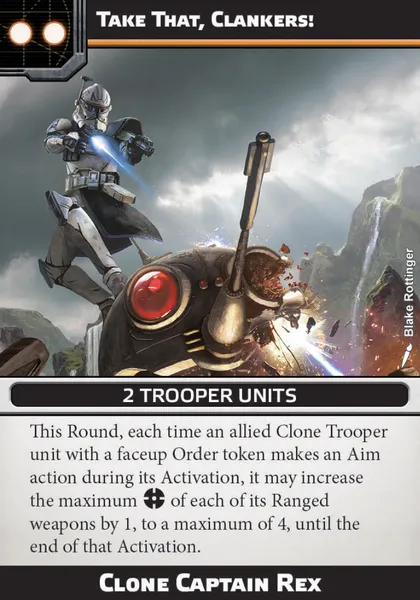 Take That, Clankers!
Blake Rottinger
2 TROOPER UNITS
This Round, each time an allied Clone Trooper
unit with a faceup Order token makes an Aim
action during its Activation, it may increase
the maximum of each of its Ranged
weapons by 1, to a maximum of 4, until the
end of that Activation.
Clone Captain Rex